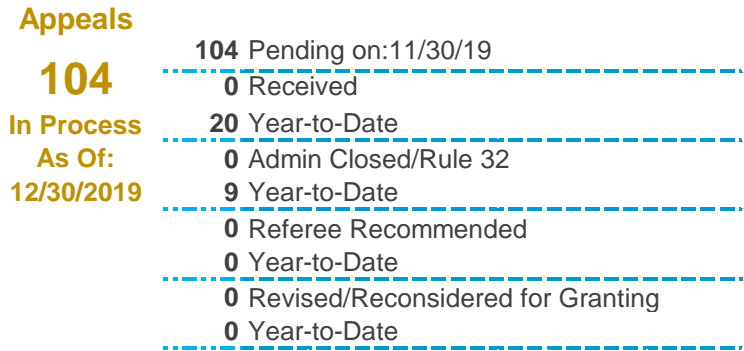 Appeals
104
In Process
As Of:
12/30/2019
104 Pending on:11/30/19
0 Received
20 Year-to-Date
0 Admin Closed/Rule 32
9 Year-to-Date
0 Referee Recommended
0 Year-to-Date
0 Revised/Reconsidered for Granting
0 Year-to-Date